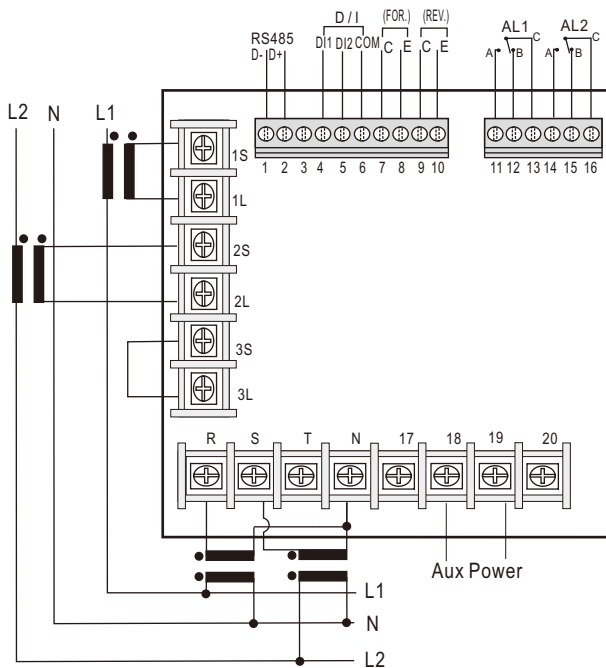 D / I (FOR.) (REV.) AL1 AL2
RS485
D- D+ DI1 DI2 COM C E C E A B C A B C
L2 N L1
1S
1L
2S
2L
3S
3L
1 2 3 4 5 6 7 8 9 10 11 12 13 14 15 16
R S T N 17 18 19 20
Aux Power
L1
N
L2